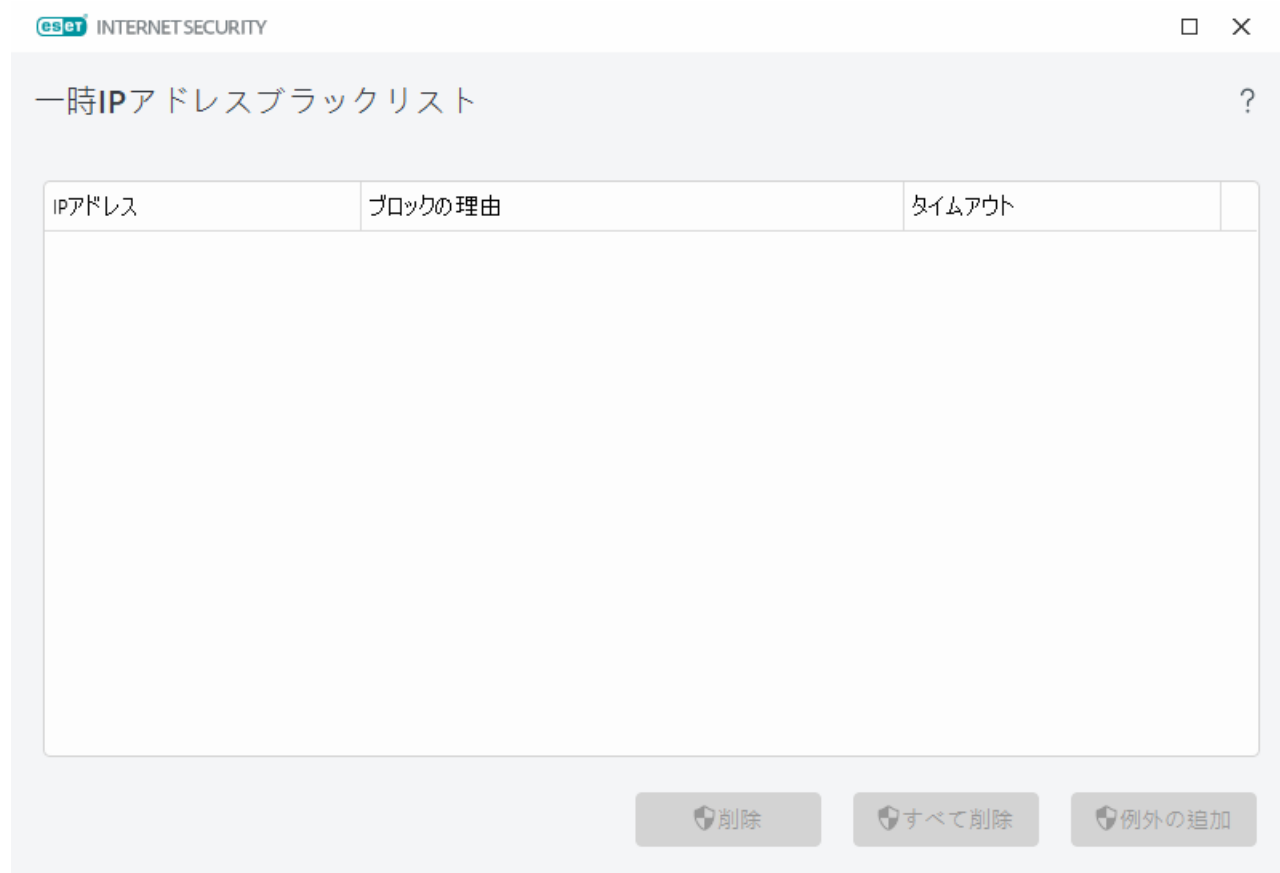 eset INTERNET SECURITY
一時IPアドレスブラックリスト
?
IPアドレス ブロックの理由 タイムアウト
削除 すべて削除 例外の追加